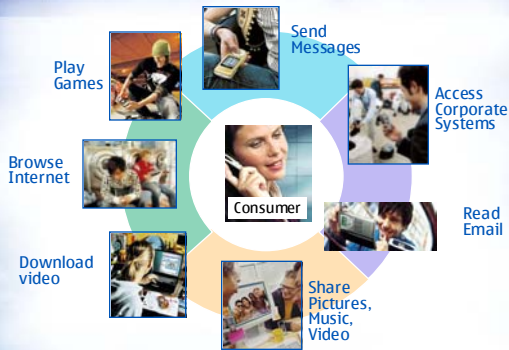 Send
Messages
Play
Games
Access
Corporate
Systems
Browse
Internet
Consumer
Read
Email
Download
video
Share
Pictures,
Music,
Video